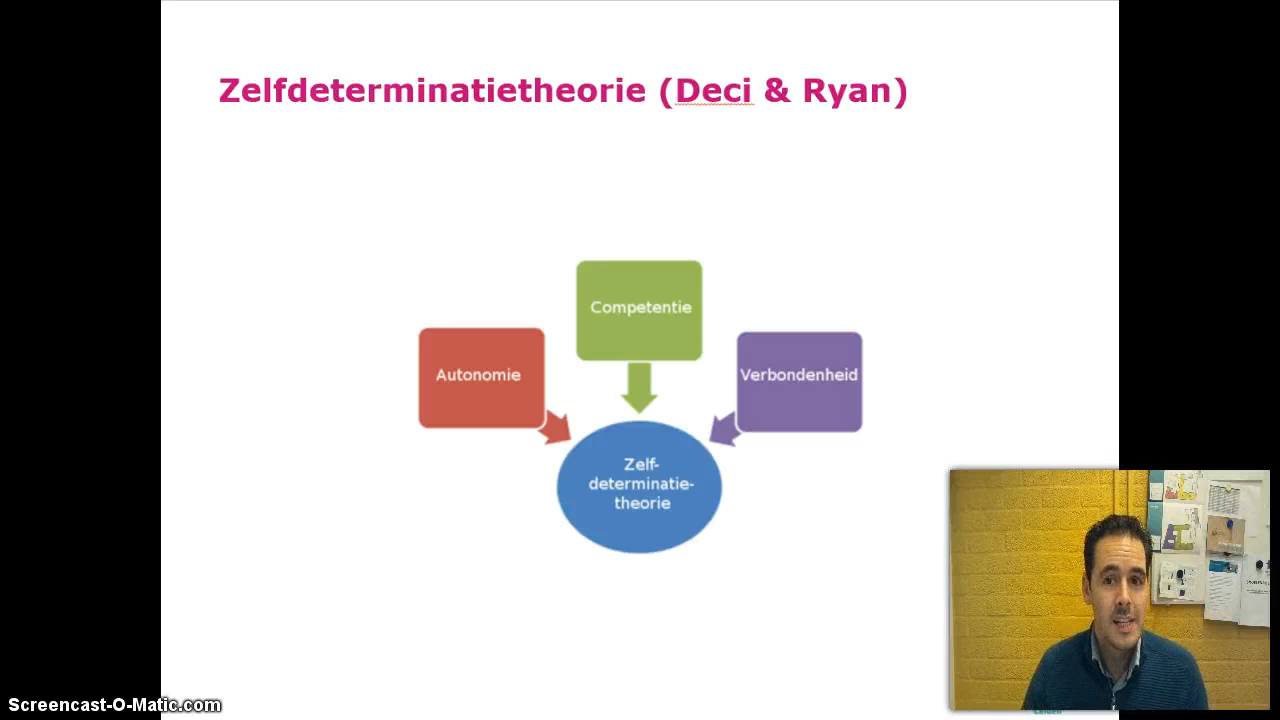 Zelfdeterminatietheorie (Deci & Ryan)
Competentie
Autonomie
Verbondenheid
Zelf-
determinatie-
theorie
Screencast-O-Matic.com